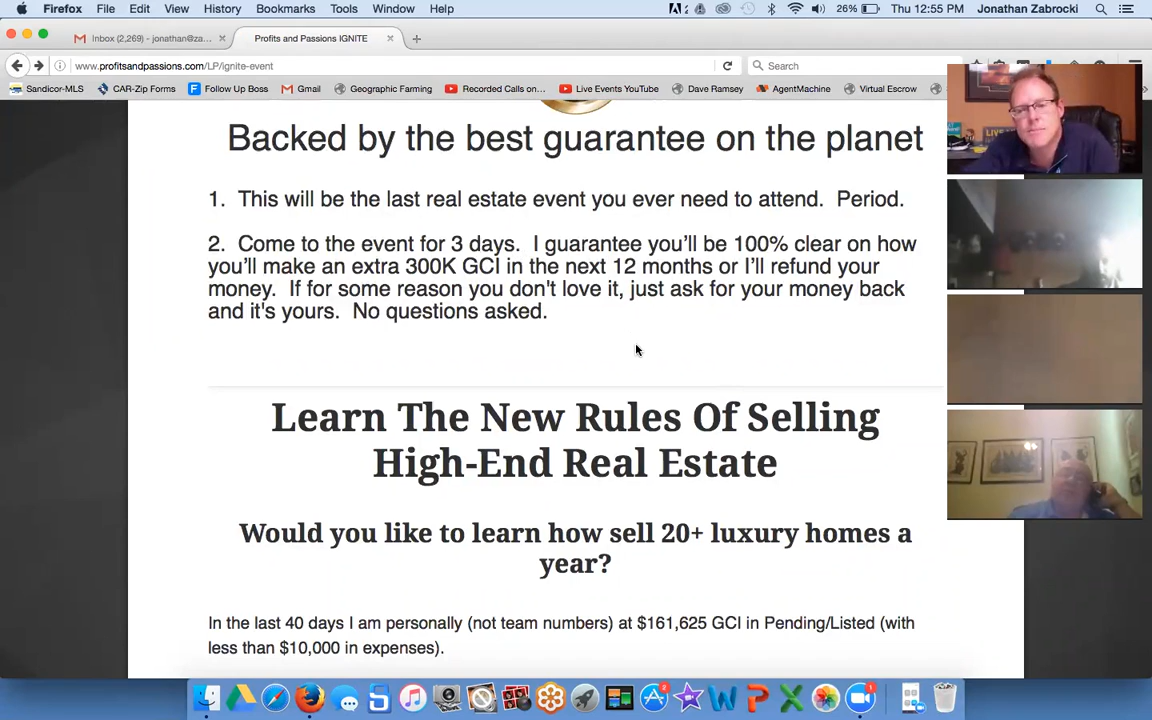 Firefox File Edit View History Bookmarks Tools Window Help 26% Thu 12:55 PM Jonathan Zabrocki
Inbox (2,269) - jonathan@za... Profits and Passions IGNITE
www.profitsandpassions.com/LP/ignite-event Search
Sandicor-MLS CAR-Zip Forms Follow Up Boss Gmail Geographic Farming Recorded Calls on... Live Events YouTube Dave Ramsey AgentMachine Virtual Escrow
Backed by the best guarantee on the planet
1. This will be the last real estate event you ever need to attend. Period.
2. Come to the event for 3 days. I guarantee you'll be 100% clear on how
you'll make an extra 300K GCI in the next 12 months or I'll refund your
money. If for some reason you don't love it, just ask for your money back
and it's yours. No questions asked.
Learn The New Rules Of Selling
High-End Real Estate
Would you like to learn how sell 20+ luxury homes a
year?
In the last 40 days I am personally (not team numbers) at $161,625 GCI in Pending/Listed (with
less than $10,000 in expenses).